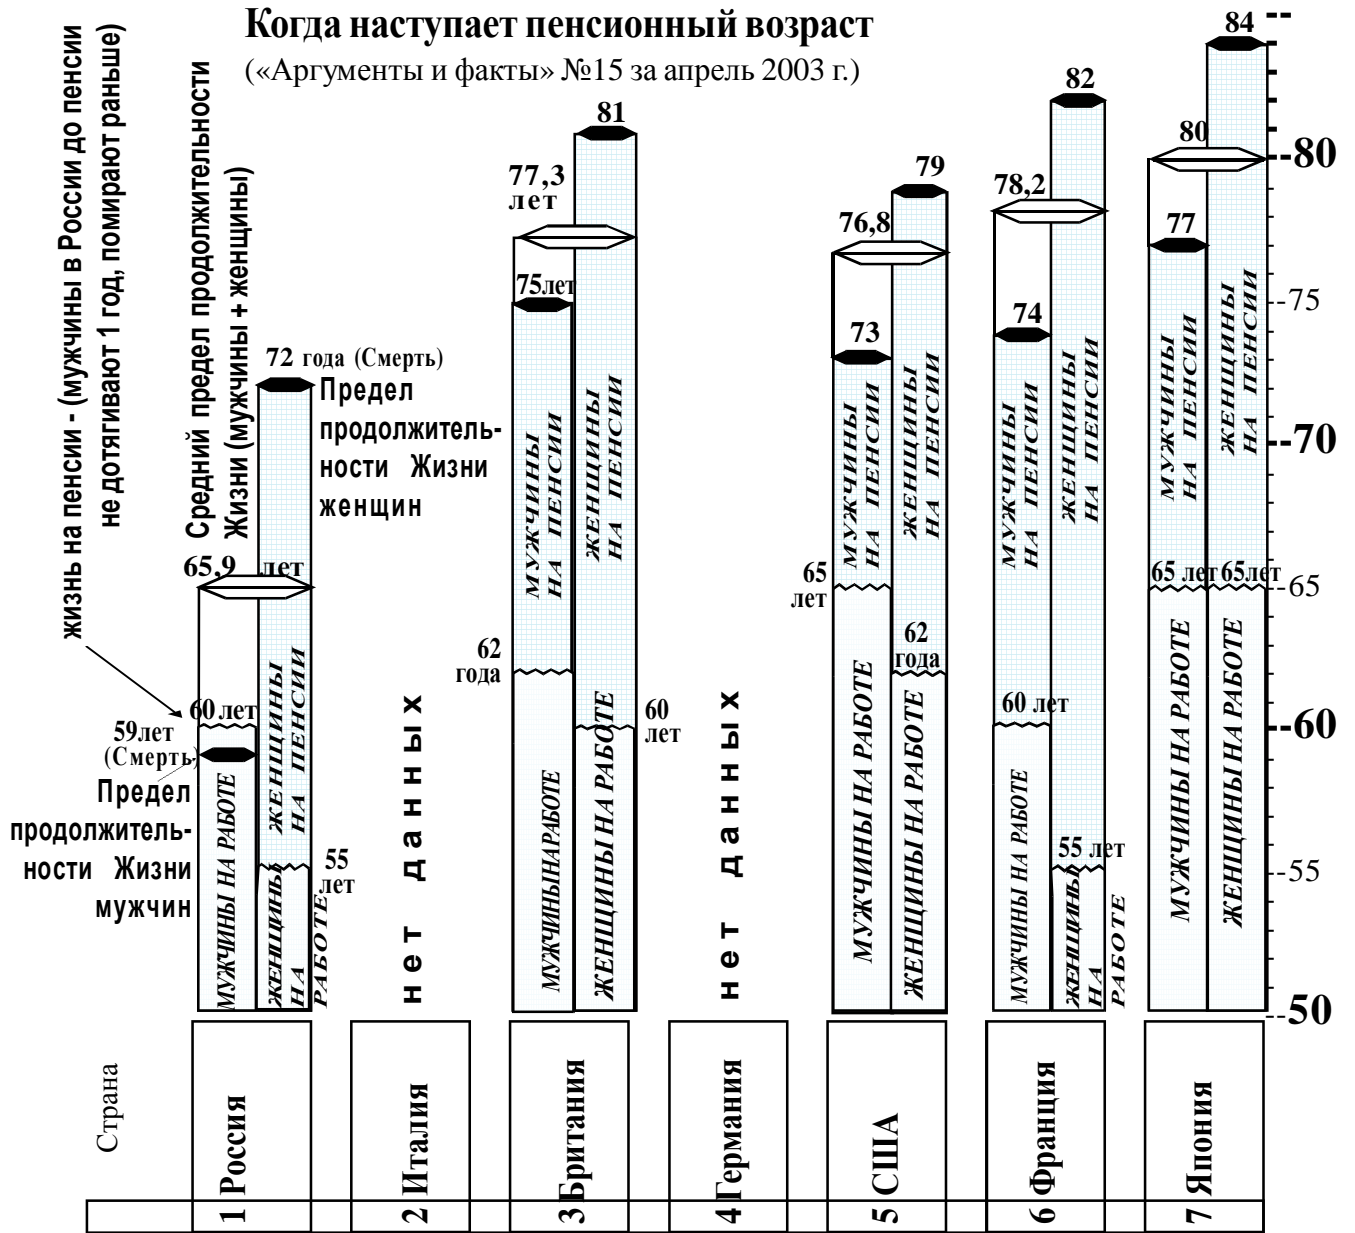 Когда наступает пенсионный возраст
(«Аргументы и факты» №15 за апрель 2003 г.)
жизнь на пенсии - (мужчины в России до пенсии
не дотягивают 1 год, помирают раньше)
Средний предел продолжительности
Жизни (мужчины + женщины)
65,9 лет
72 года (Смерть)
Предел
продолжитель-
ности Жизни
женщин
60 лет
59лет
(Смерть)
Предел
продолжитель-
ности Жизни
мужчин
МУЖЧИНЫ НА РАБОТЕ
ЖЕНЩИНЫ
НА ПЕНСИИ
55
лет
ЖЕНЩИНЫ
НА
РАБОТЕ
нет данных
77,3
лет
81
75лет
МУЖЧИНЫ
НА ПЕНСИИ
ЖЕНЩИНЫ
НА ПЕНСИИ
62
года
60
лет
МУЖЧИНЫНАРАБОТЕ
ЖЕНЩИНЫ НА РАБОТЕ
нет данных
76,8
79
73
МУЖЧИНЫ
НА ПЕНСИИ
ЖЕНЩИНЫ
НА ПЕНСИИ
65
лет
62
года
МУЖЧИНЫ НА РАБОТЕ
ЖЕНЩИНЫ НА РАБОТЕ
78,2
82
74
МУЖЧИНЫ
НА ПЕНСИИ
ЖЕНЩИНЫ
НА ПЕНСИИ
60 лет
55 лет
МУЖЧИНЫ НА РАБОТЕ
ЖЕНЩИНЫ
НА
РАБОТЕ
84
80
77
МУЖЧИНЫ
НА ПЕНСИИ
ЖЕНЩИНЫ
НА ПЕНСИИ
65 лет
65лет
МУЖЧИНЫ НА РАБОТЕ
ЖЕНЩИНЫ НА РАБОТЕ
80
75
70
65
60
55
50
Страна
1 Россия
2 Италия
3 Британия
4 Германия
5 США
6 Франция
7 Япония